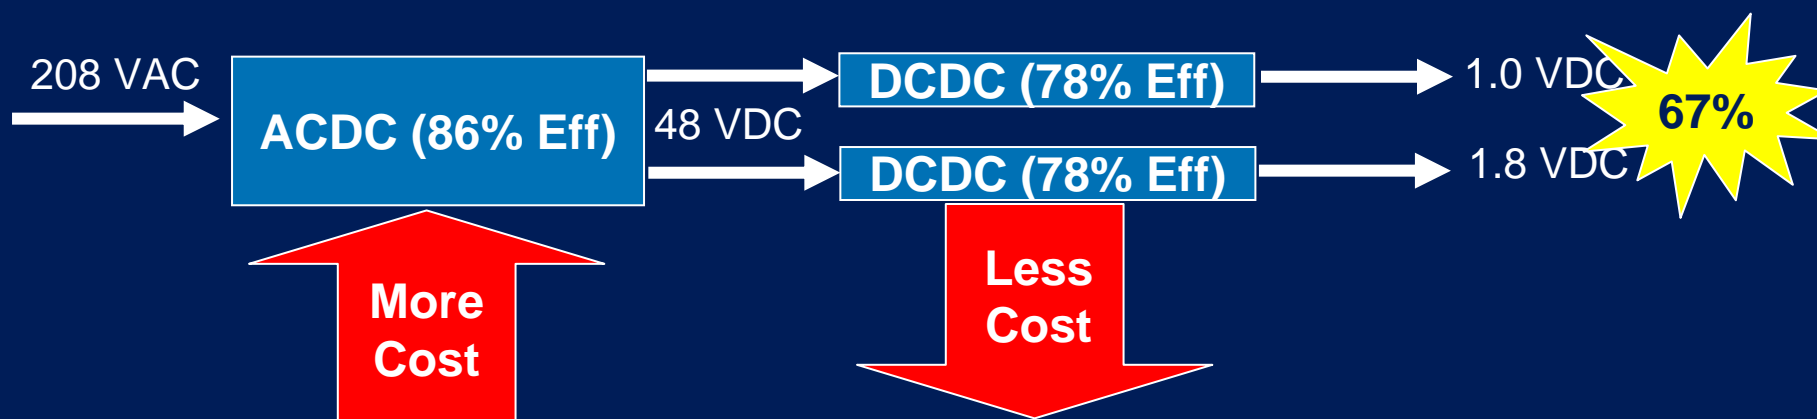 208 VAC
ACDC (86% Eff)
48 VDC
DCDC (78% Eff)
DCDC (78% Eff)
1.0 VDC
1.8 VDC
67%
More
Cost
Less
Cost